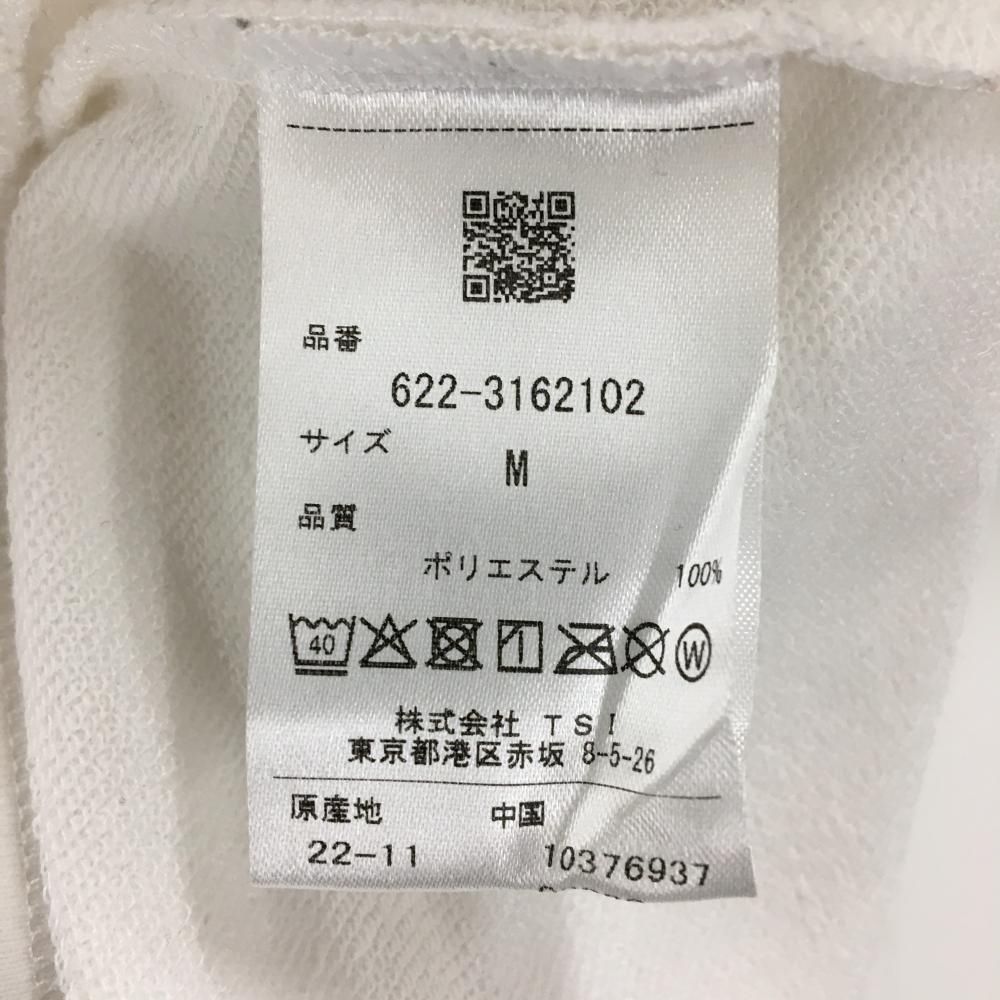 品番
622-3162102
サイズ
M
品質
ポリエステル 100%
40 W
株式会社 TSI
東京都港区赤坂 8-5-26
原産地 中国
22-11 10376937